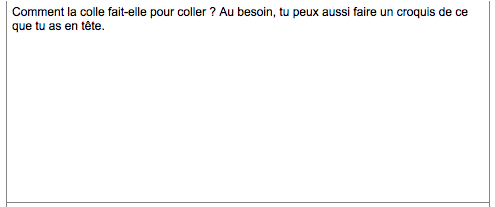 Comment la colle fait-elle pour coller ? Au besoin, tu peux aussi faire un croquis de ce
que tu as en tête.